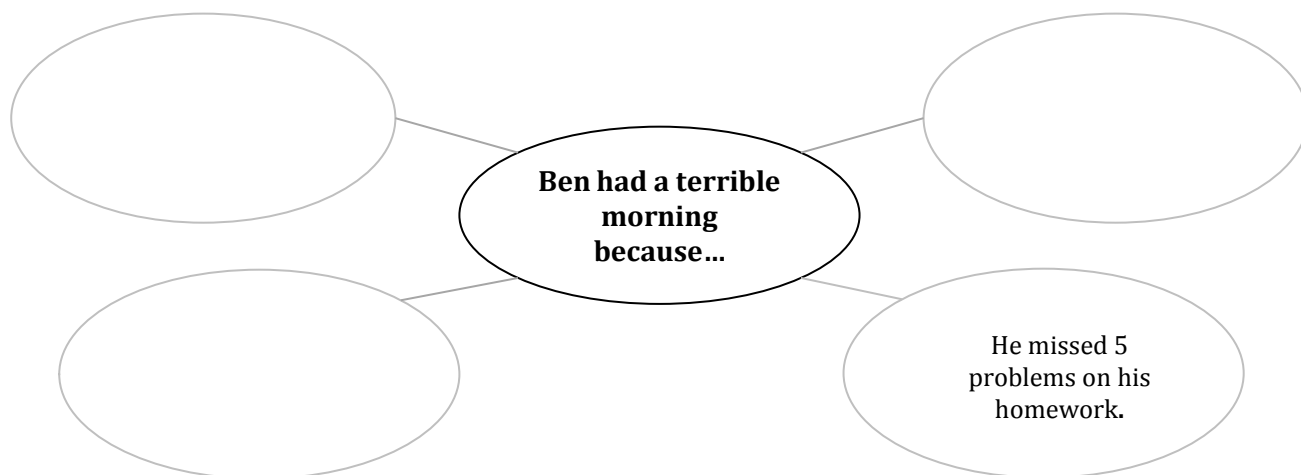 Ben had a terrible
morning
because…
He missed 5
problems on his
homework.